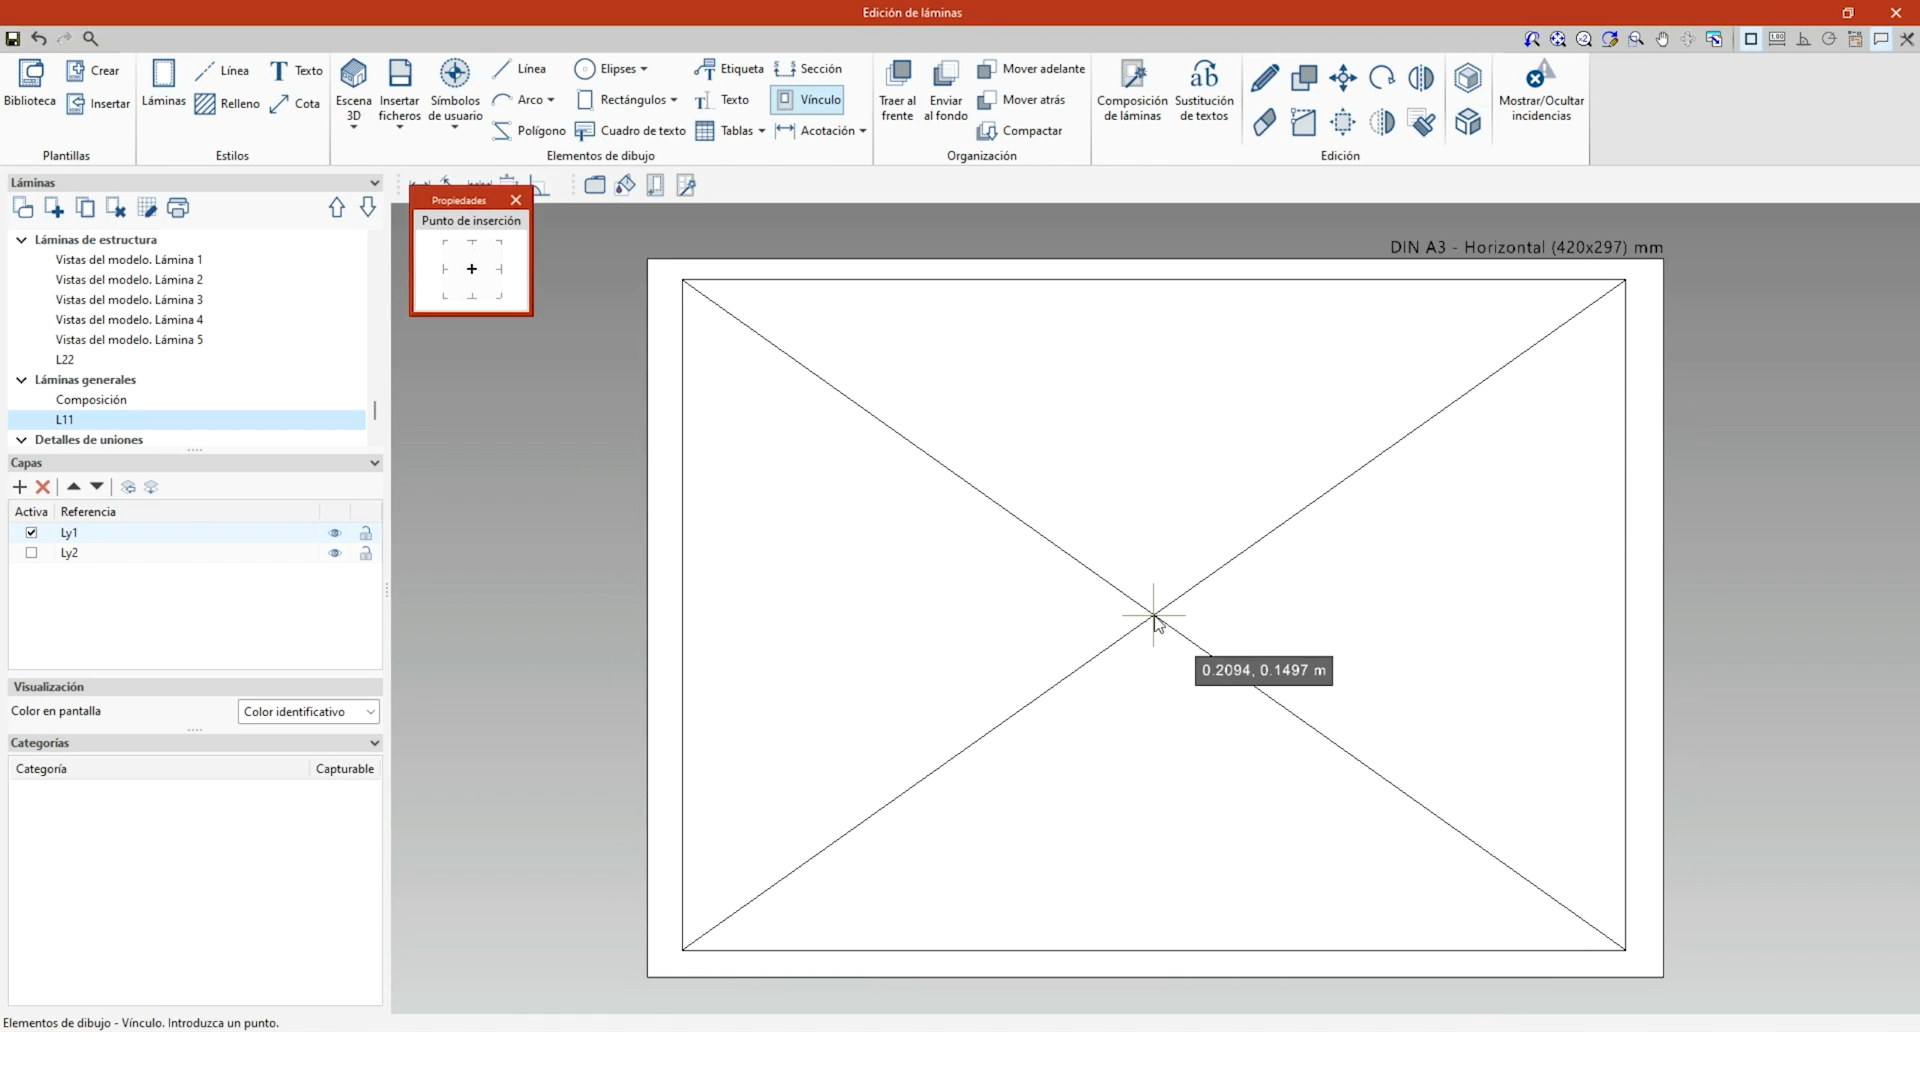 Edición de láminas
Biblioteca
Crear
Insertar
Plantillas
Láminas
Línea
Relleno
Texto
Cota
Estilos
Escena 3D
Insertar ficheros
Símbolos de usuario
Línea
Arco
Polígono
Elipses
Rectángulos
Cuadro de texto
Etiqueta
Texto
Tablas
Sección
Vínculo
Acotación
Elementos de dibujo
Traer al frente
Enviar al fondo
Mover adelante
Mover atrás
Compactar
Organización
Composición de láminas
Sustitución de textos
Edición
Mostrar/Ocultar incidencias
Láminas
Láminas de estructura
Vistas del modelo. Lámina 1
Vistas del modelo. Lámina 2
Vistas del modelo. Lámina 3
Vistas del modelo. Lámina 4
Vistas del modelo. Lámina 5
L22
Láminas generales
Composición
L11
Detalles de uniones
Capas
Activa Referencia
Ly1
Ly2
Visualización
Color en pantalla Color identificativo
Categorías
Categoría Capturable
Propiedades
Punto de inserción
DIN A3 - Horizontal (420x297) mm
0.2094, 0.1497 m
Elementos de dibujo - Vínculo. Introduzca un punto.